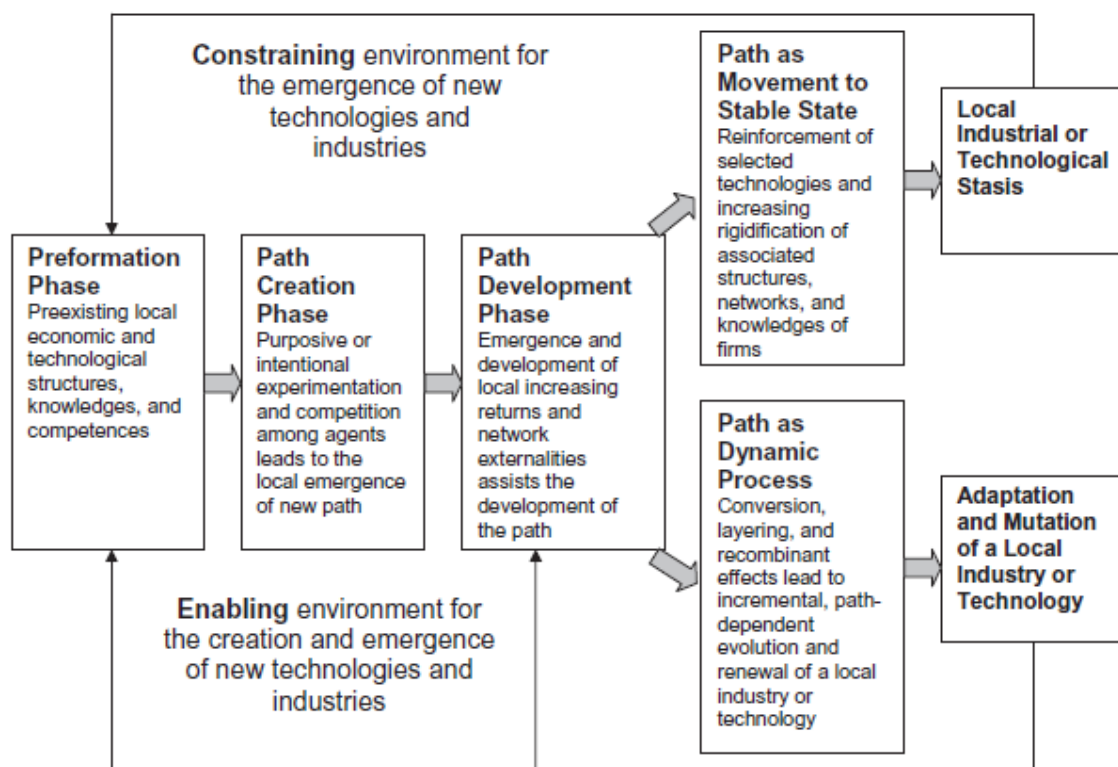 Constraining environment for
the emergence of new
technologies and
industries
Preformation
Phase
Preexisting local
economic and
technological
structures,
knowledges, and
competences
Path
Creation
Phase
Purposive or
intentional
experimentation
and competition
among agents
leads to the
local emergence
of new path
Path
Development
Phase
Emergence and
development of
local increasing
returns and
network
externalities
assists the
development of
the path
Path as
Movement to
Stable State
Reinforcement of
selected
technologies and
increasing
rigidification of
associated
structures,
networks, and
knowledges of
firms
Local
Industrial or
Technological
Stasis
Path as
Dynamic
Process
Conversion,
layering, and
recombinant
effects lead to
incremental, path-
dependent
evolution and
renewal of a local
industry or
technology
Adaptation
and Mutation
of a Local
Industry or
Technology
Enabling environment for
the creation and emergence
of new technologies and
industries